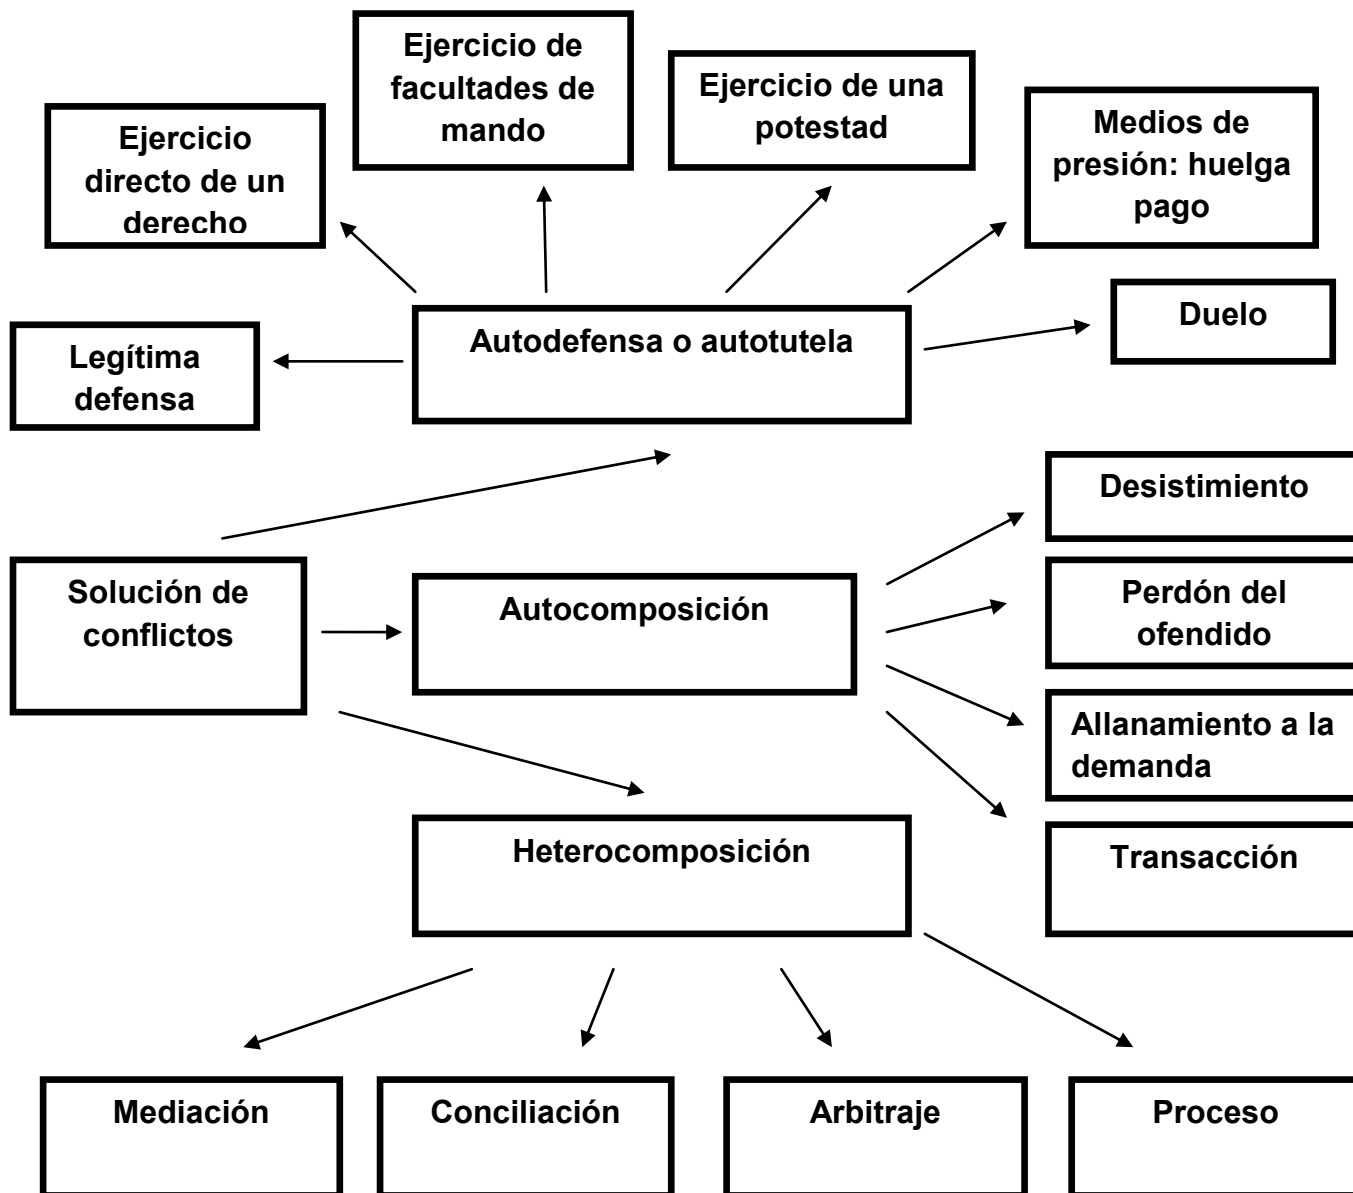 Ejercicio de
facultades de
mando
Ejercicio de una
potestad
Medios de
presión: huelga
pago
Ejercicio
directo de un
derecho
Duelo
Autodefensa o autotutela
Legítima
defensa
Desistimiento
Solución de
conflictos
Autocomposición
Perdón del
ofendido
Allanamiento a la
demanda
Heterocomposición
Transacción
Mediación
Conciliación
Arbitraje
Proceso